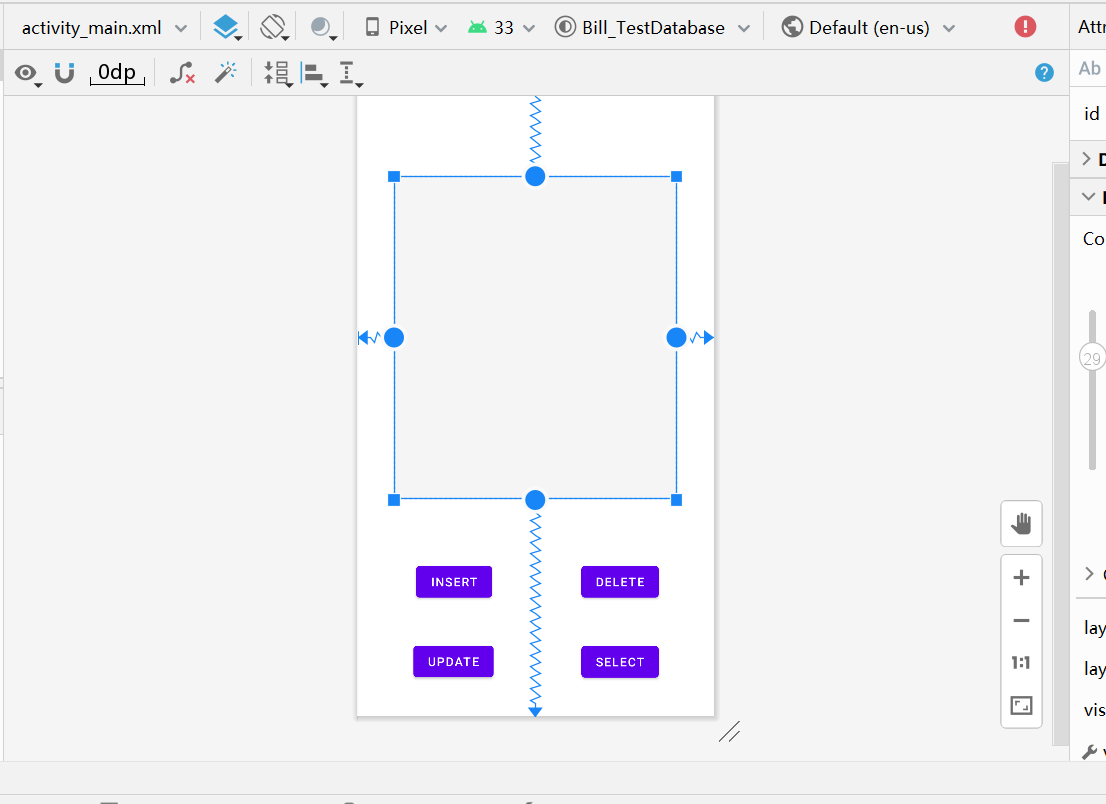 activity_main.xml Pixel 33 Bill_TestDatabase Default (en-us) Attr
0dp ? Ab
id
Co
29
INSERT DELETE
UPDATE SELECT
1:1
lay
lay
vis